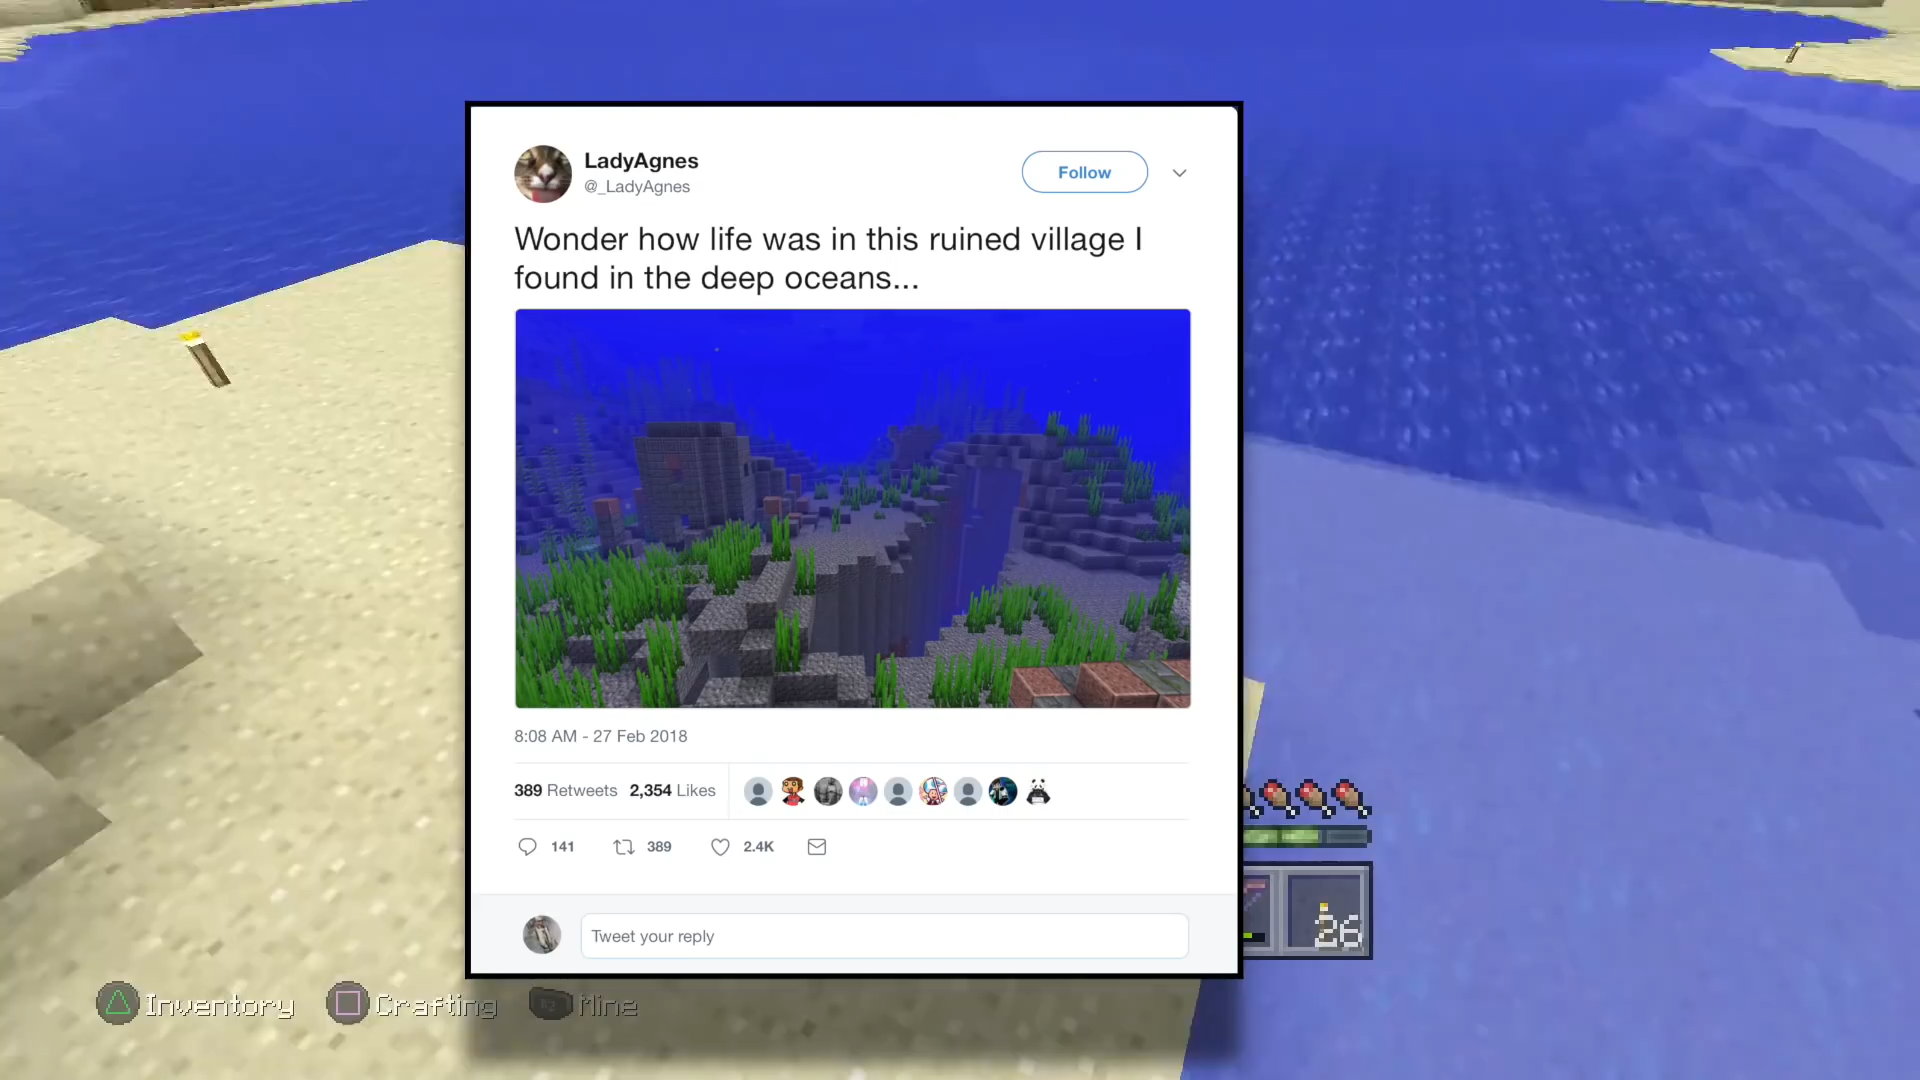 LadyAgnes
@_LadyAgnes
Follow
Wonder how life was in this ruined village I
found in the deep oceans...
8:08 AM - 27 Feb 2018
389 Retweets 2,354 Likes
141 389 2.4K
Tweet your reply
26
Inventory Crafting R2 Mine